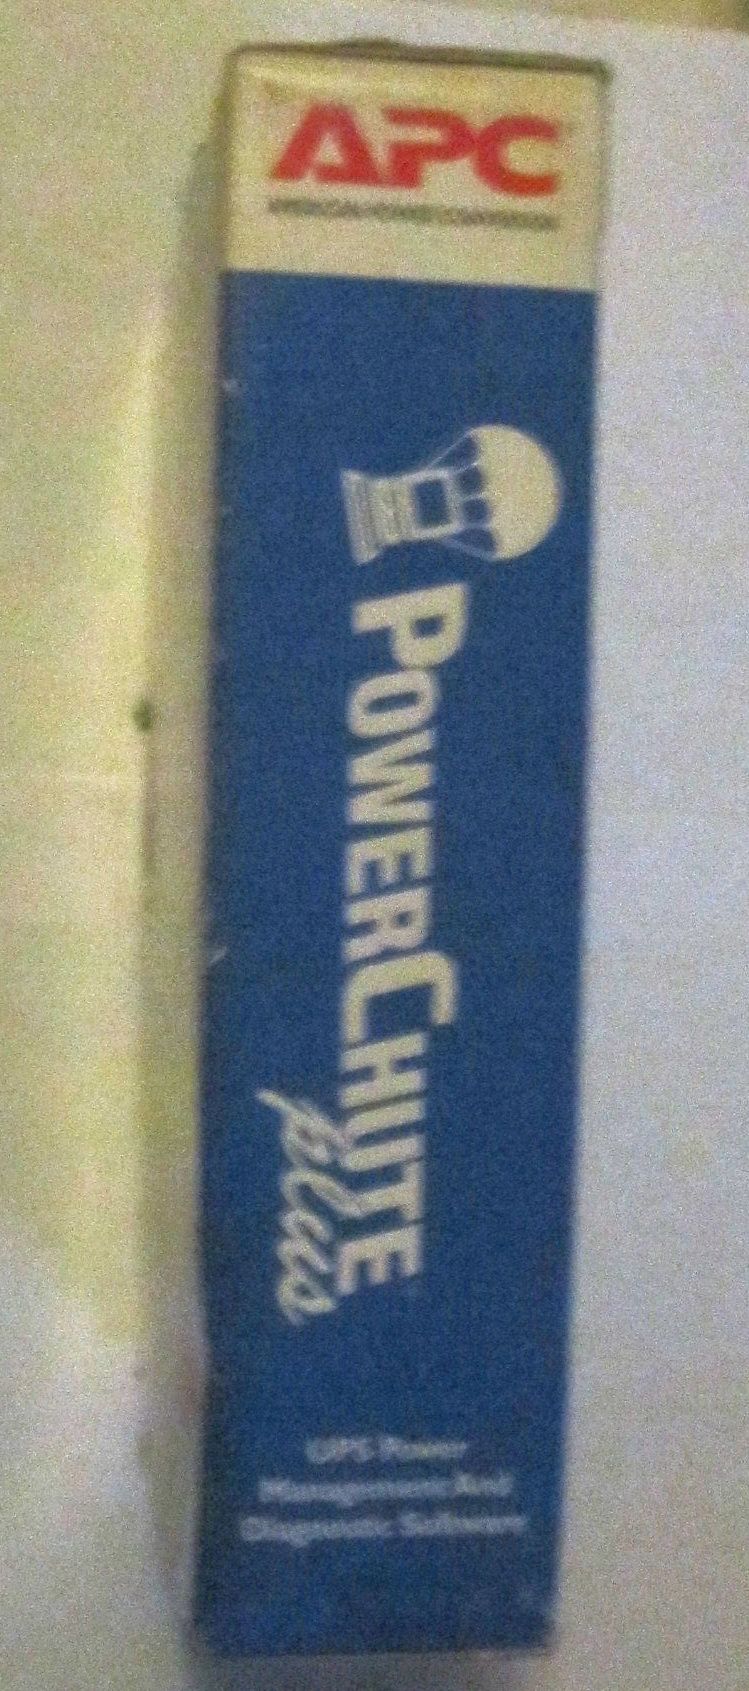 APC
AMERICAN POWER CONVERSION
POWERCHUTE
plus
UPS Power
Management And
Diagnostic Software